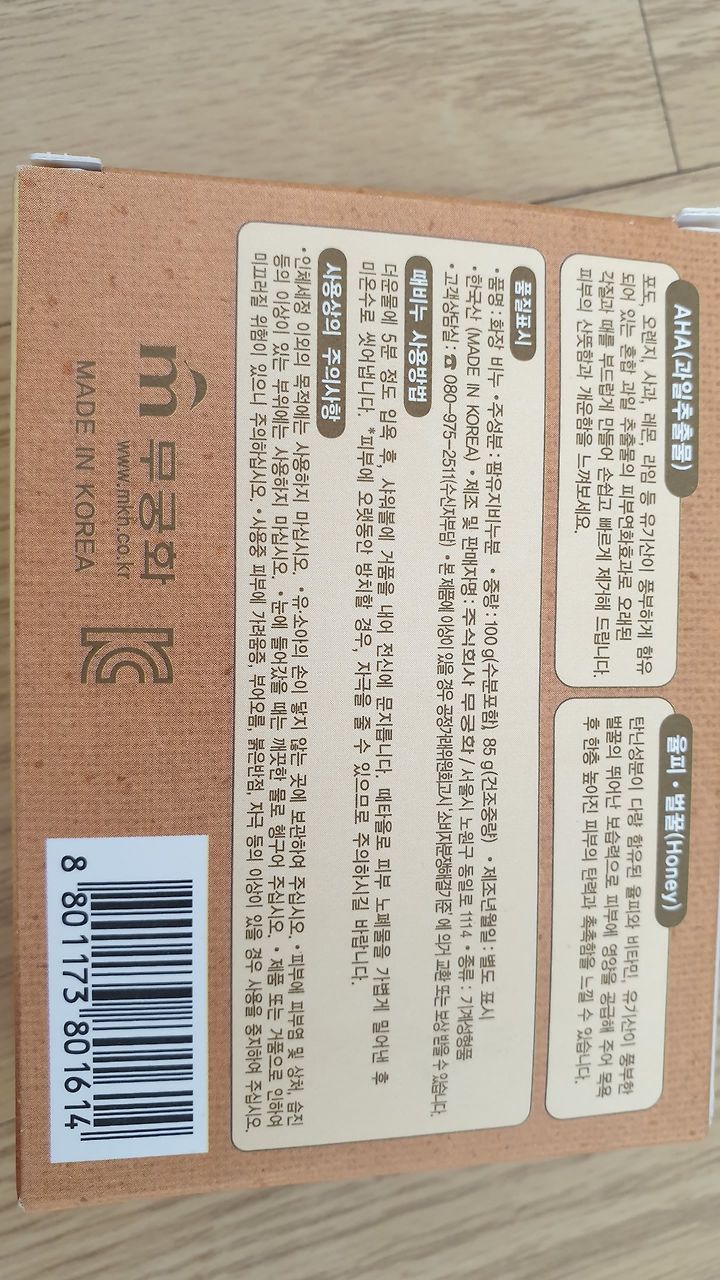 AHA(과일추출물)
포도, 오렌지, 사과, 레몬, 라임 등 유기산이 풍부하게 함유
되어 있는 혼합 과일 추출물의 피부연화효과로 오래된
각질과 때를 부드럽게 만들어 손쉽고 빠르게 제거해 드립니다.
피부의 산뜻함과 개운함을 느껴보세요.
율피·벌꿀(Honey)
탄닌성분이 다량 함유된 율피와 비타민, 유기산이 풍부한
벌꿀의 뛰어난 보습력으로 피부에 영양을 공급해 주어 목욕
후 한층 높아진 피부의 탄력과 촉촉함을 느낄 수 있습니다.
품질표시
•품명 : 화장 비누 •주성분 : 팜유지비누분 •중량 : 100 g(수분포함) 85 g(건조중량) •제조년월일 : 별도 표시
•한국산 (MADE IN KOREA) •제조 및 판매자명 : 주식회사 무궁화 / 서울시 노원구 동일로 1114 •종류 : 기계성형품
•고객상담실 : ☎ 080-975-2511(수신자부담) •본 제품에 이상이 있을 경우 공정거래위원회고시 '소비자분쟁해결기준'에 의거 교환 또는 보상 받을 수 있습니다.
때비누 사용방법
더운물에 5분 정도 입욕 후, 샤워볼에 거품을 내어 전신에 문지릅니다. 때타올로 피부 노폐물을 가볍게 밀어낸 후
미온수로 씻어냅니다. *피부에 오랫동안 방치할 경우, 자극을 줄 수 있으므로 주의하시길 바랍니다.
사용상의 주의사항
•인체세정 이외의 목적에는 사용하지 마십시오. •유·소아의 손이 닿지 않는 곳에 보관하여 주십시오. •피부에 피부염 및 상처, 습진
등의 이상이 있는 부위에는 사용하지 마십시오. •눈에 들어갔을 때는 깨끗한 물로 헹구어 주십시오. •제품 또는 거품으로 인하여
미끄러질 위험이 있으니 주의하십시오. •사용중 피부에 가려움증, 부어오름, 붉은반점, 자극 등의 이상이 있을 경우 사용을 중지하여 주십시오.
무궁화
www.mkh.co.kr
MADE IN KOREA
8 801173 801614